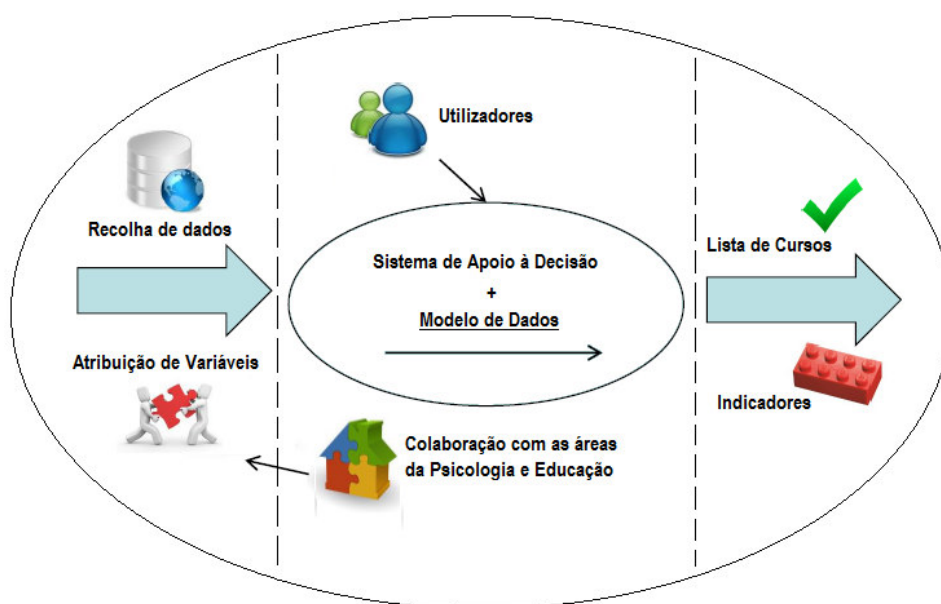 Utilizadores
Recolha de dados
Atribuição de Variáveis
Sistema de Apoio à Decisão
+
Modelo de Dados
Colaboração com as áreas
da Psicologia e Educação
Lista de Cursos
Indicadores